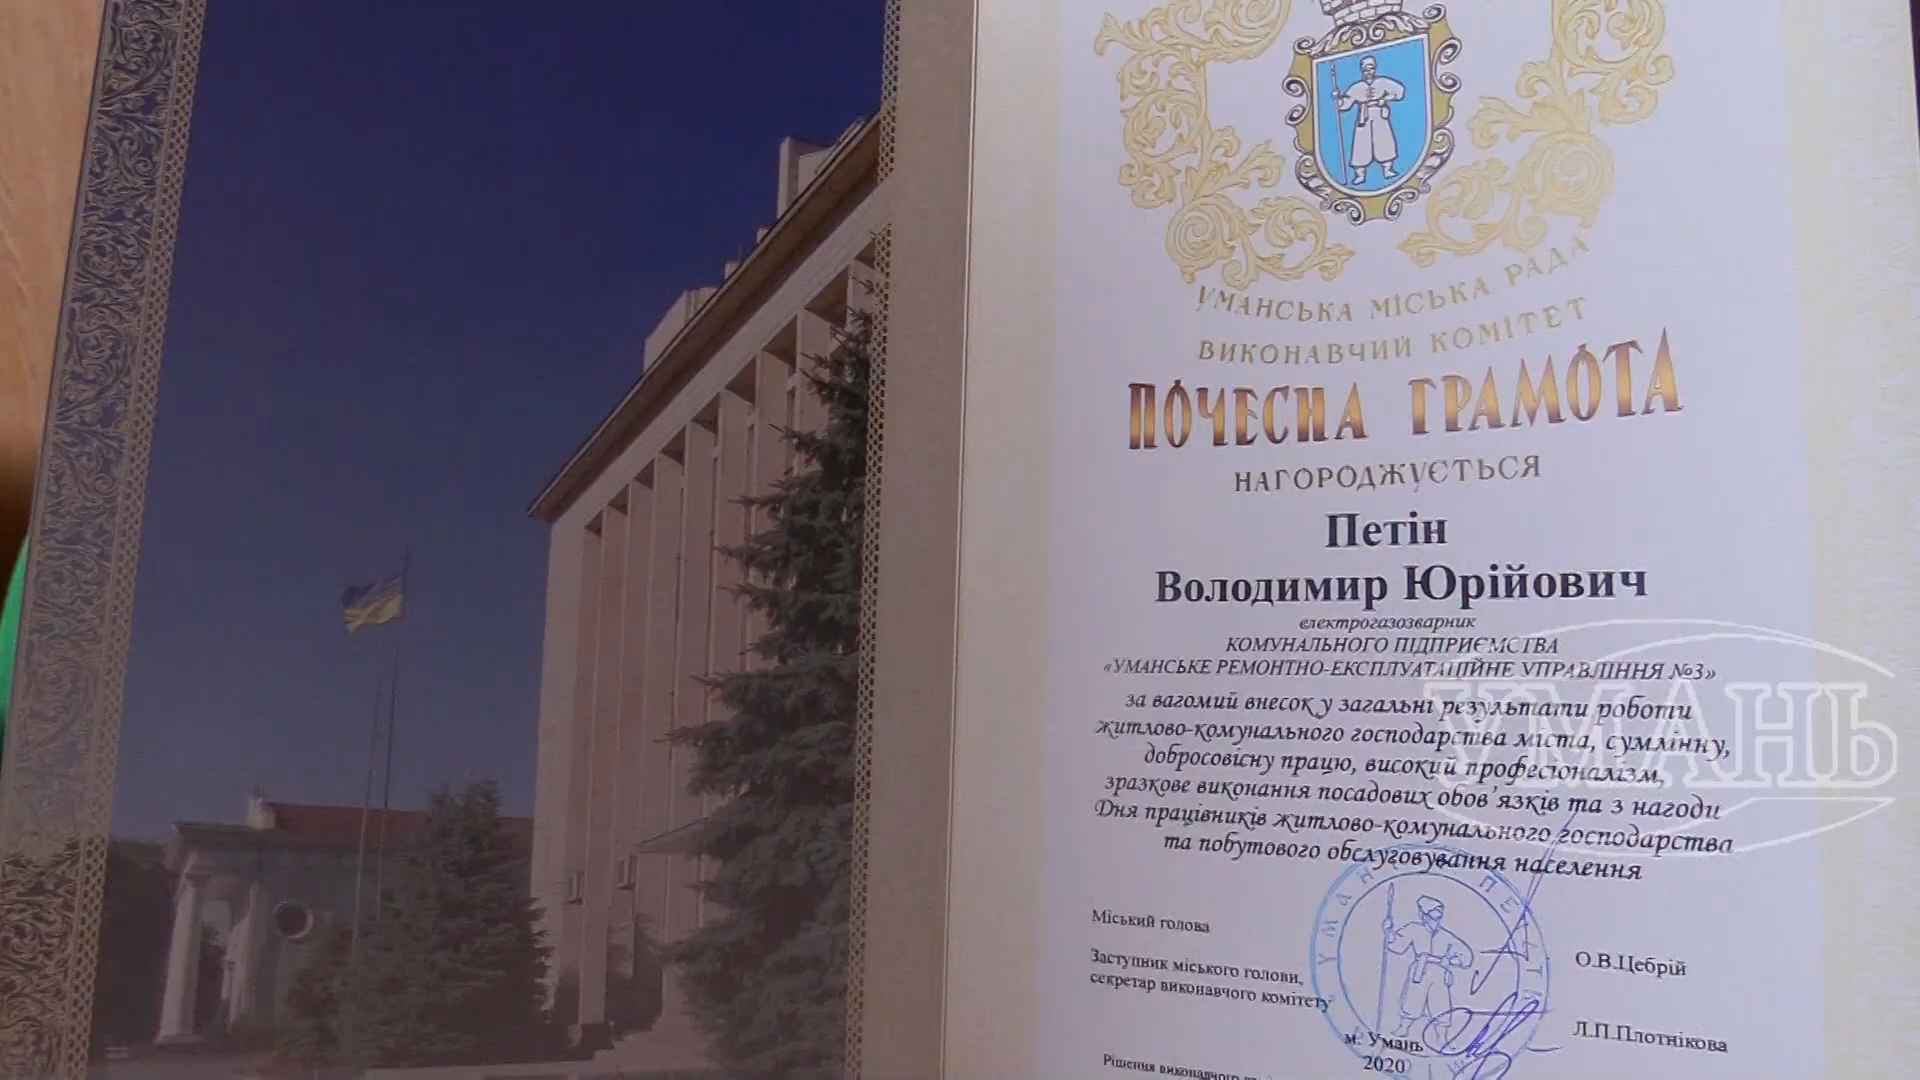 УМАНСЬКА МІСЬКА РАДА
ВИКОНАВЧИЙ КОМІТЕТ
ПОЧЕСНА ГРАМОТА
НАГОРОДЖУЄТЬСЯ
Петін
Володимир Юрійович
електрогазозварник
КОМУНАЛЬНОГО ПІДПРИЄМСТВА
«УМАНСЬКЕ РЕМОНТНО-ЕКСПЛУАТАЦІЙНЕ УПРАВЛІННЯ №3»
за вагомий внесок у загальні результати роботи
житлово-комунального господарства міста, сумлінну,
добросовісну працю, високий професіоналізм,
зразкове виконання посадових обов’язків та з нагоди
Дня працівників житлово-комунального господарства
та побутового обслуговування населення
УМАНЬ
Міський голова
О.В.Цебрій
Заступник міського голови,
секретар виконавчого комітету
Л.П.Плотнікова
м. Умань
2020
Рішення виконавчого